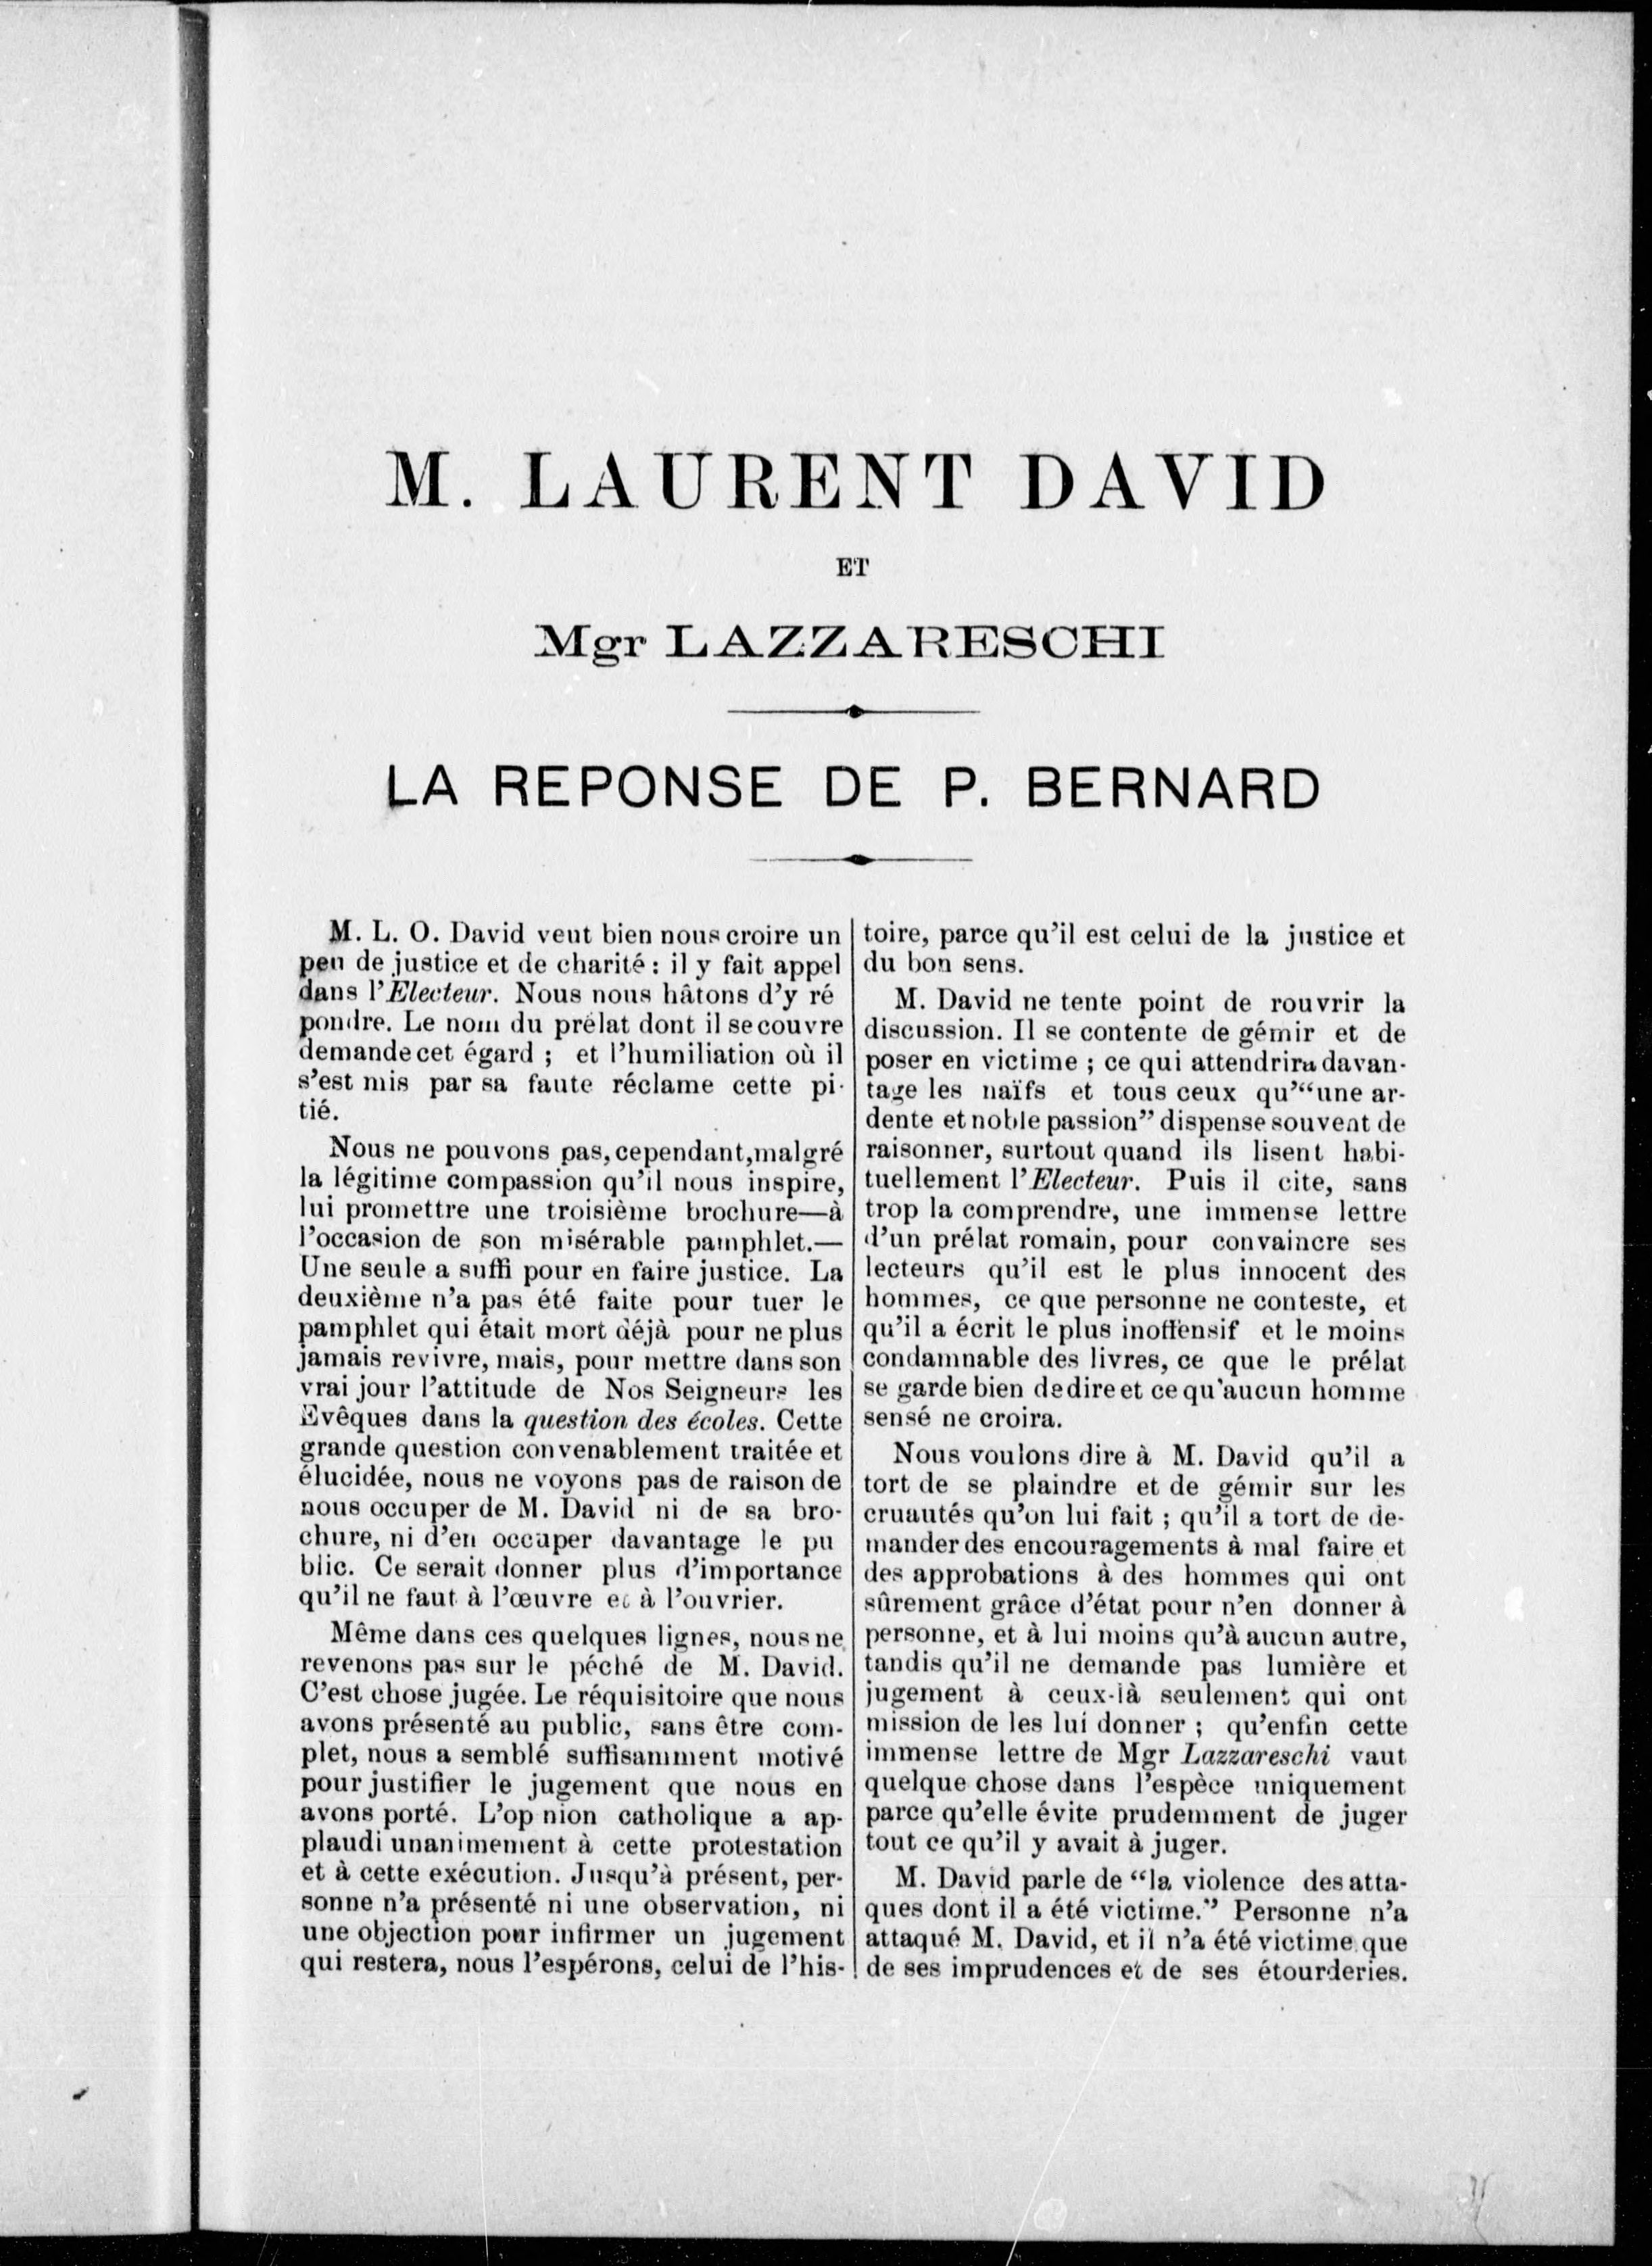 M. LAURENT DAVID
ET
Mgr LAZZARESCHI
LA REPONSE DE P. BERNARD
M. L. O. David veut bien nous croire un
peu de justice et de charité : il y fait appel
dans l'Electeur. Nous nous hâtons d'y ré
pondre. Le nom du prélat dont il se couvre
demande cet égard ; et l'humiliation où il
s'est mis par sa faute réclame cette pi-
tié.
Nous ne pouvons pas, cependant, malgré
la légitime compassion qu'il nous inspire,
lui promettre une troisième brochure—à
l'occasion de son misérable pamphlet.—
Une seule a suffi pour en faire justice. La
deuxième n'a pas été faite pour tuer le
pamphlet qui était mort déjà pour ne plus
jamais revivre, mais, pour mettre dans son
vrai jour l'attitude de Nos Seigneurs les
Evêques dans la question des écoles. Cette
grande question convenablement traitée et
élucidée, nous ne voyons pas de raison de
nous occuper de M. David ni de sa bro-
chure, ni d'en occuper davantage le pu
blic. Ce serait donner plus d'importance
qu'il ne faut à l'œuvre et à l'ouvrier.
Même dans ces quelques lignes, nous ne
revenons pas sur le péché de M. David.
C'est chose jugée. Le réquisitoire que nous
avons présenté au public, sans être com-
plet, nous a semblé suffisamment motivé
pour justifier le jugement que nous en
avons porté. L'op nion catholique a ap-
plaudi unanimement à cette protestation
et à cette exécution. Jusqu'à présent, per-
sonne n'a présenté ni une observation, ni
une objection pour infirmer un jugement
qui restera, nous l'espérons, celui de l'his-
toire, parce qu'il est celui de la justice et
du bon sens.
M. David ne tente point de rouvrir la
discussion. Il se contente de gémir et de
poser en victime ; ce qui attendrira davan-
tage les naïfs et tous ceux qu'“une ar-
dente et noble passion” dispense souvent de
raisonner, surtout quand ils lisent habi-
tuellement l'Electeur. Puis il cite, sans
trop la comprendre, une immense lettre
d'un prélat romain, pour convaincre ses
lecteurs qu'il est le plus innocent des
hommes, ce que personne ne conteste, et
qu'il a écrit le plus inoffensif et le moins
condamnable des livres, ce que le prélat
se garde bien de dire et ce qu'aucun homme
sensé ne croira.
Nous voulons dire à M. David qu'il a
tort de se plaindre et de gémir sur les
cruautés qu'on lui fait ; qu'il a tort de de-
mander des encouragements à mal faire et
des approbations à des hommes qui ont
sûrement grâce d'état pour n'en donner à
personne, et à lui moins qu'à aucun autre,
tandis qu'il ne demande pas lumière et
jugement à ceux-là seulement qui ont
mission de les lui donner ; qu'enfin cette
immense lettre de Mgr Lazzareschi vaut
quelque chose dans l'espèce uniquement
parce qu'elle évite prudemment de juger
tout ce qu'il y avait à juger.
M. David parle de “la violence des atta-
ques dont il a été victime.” Personne n'a
attaqué M. David, et il n'a été victime que
de ses imprudences et de ses étourderies.